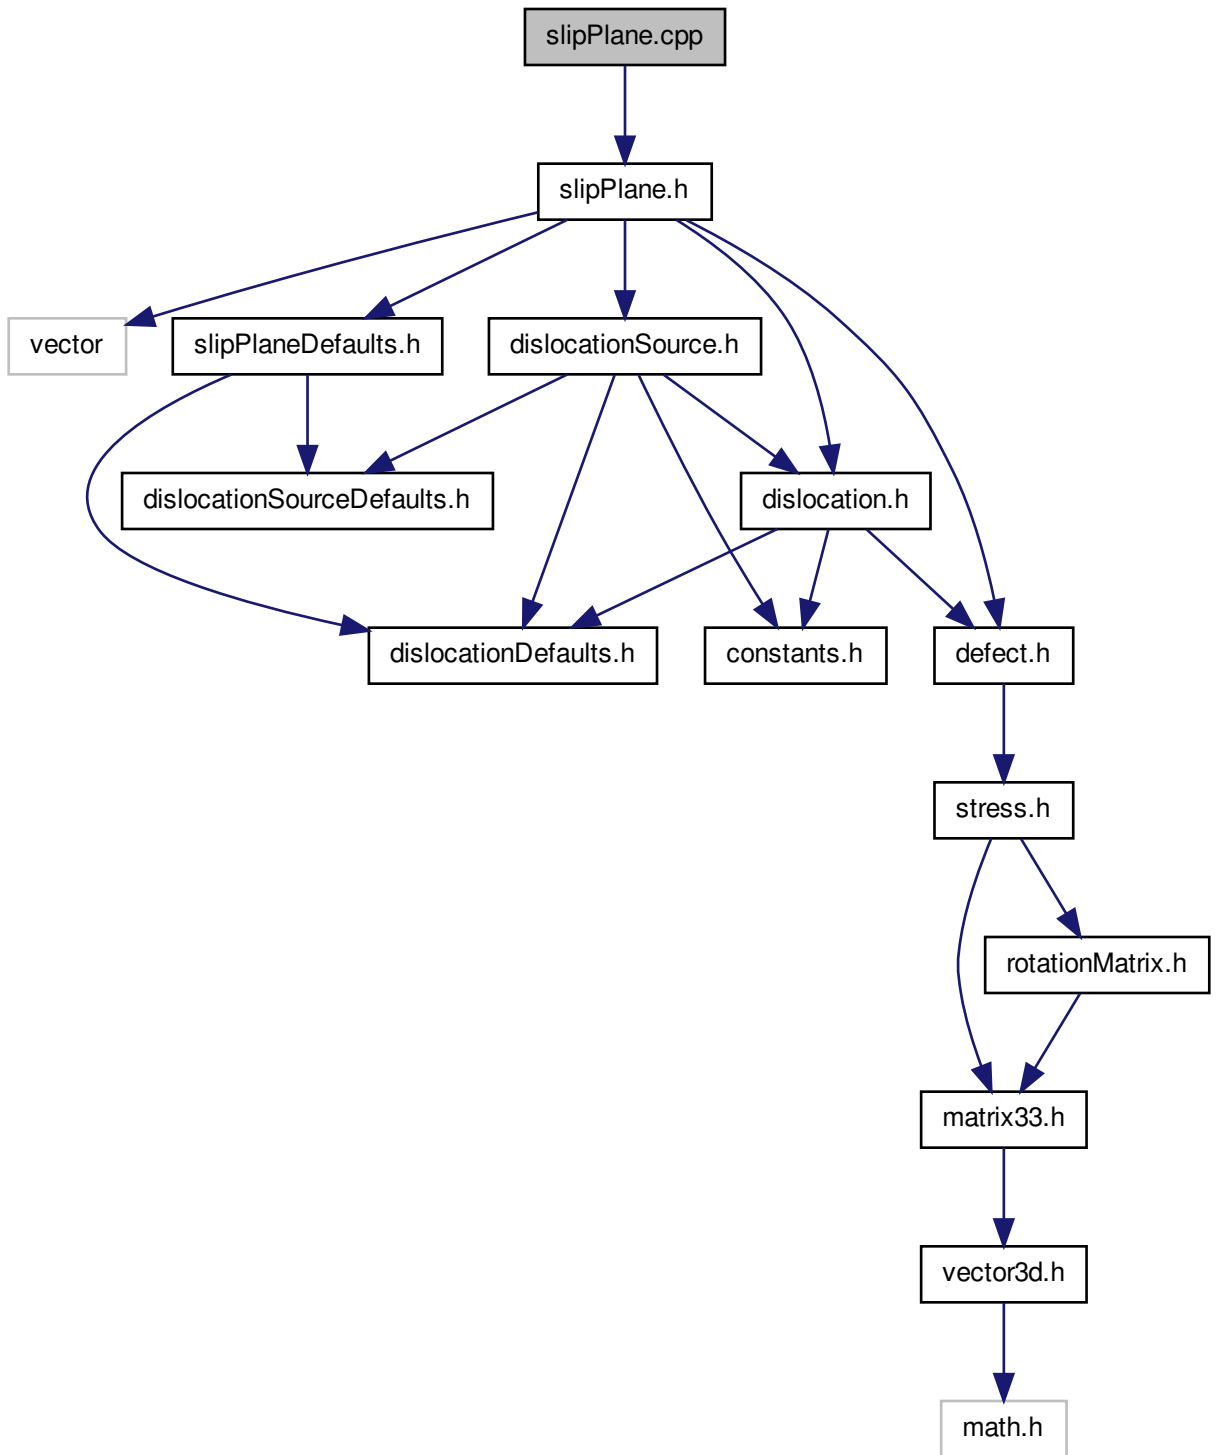 slipPlane.cpp
slipPlane.h
vector
slipPlaneDefaults.h
dislocationSource.h
dislocationSourceDefaults.h
dislocation.h
dislocationDefaults.h
constants.h
defect.h
stress.h
rotationMatrix.h
matrix33.h
vector3d.h
math.h